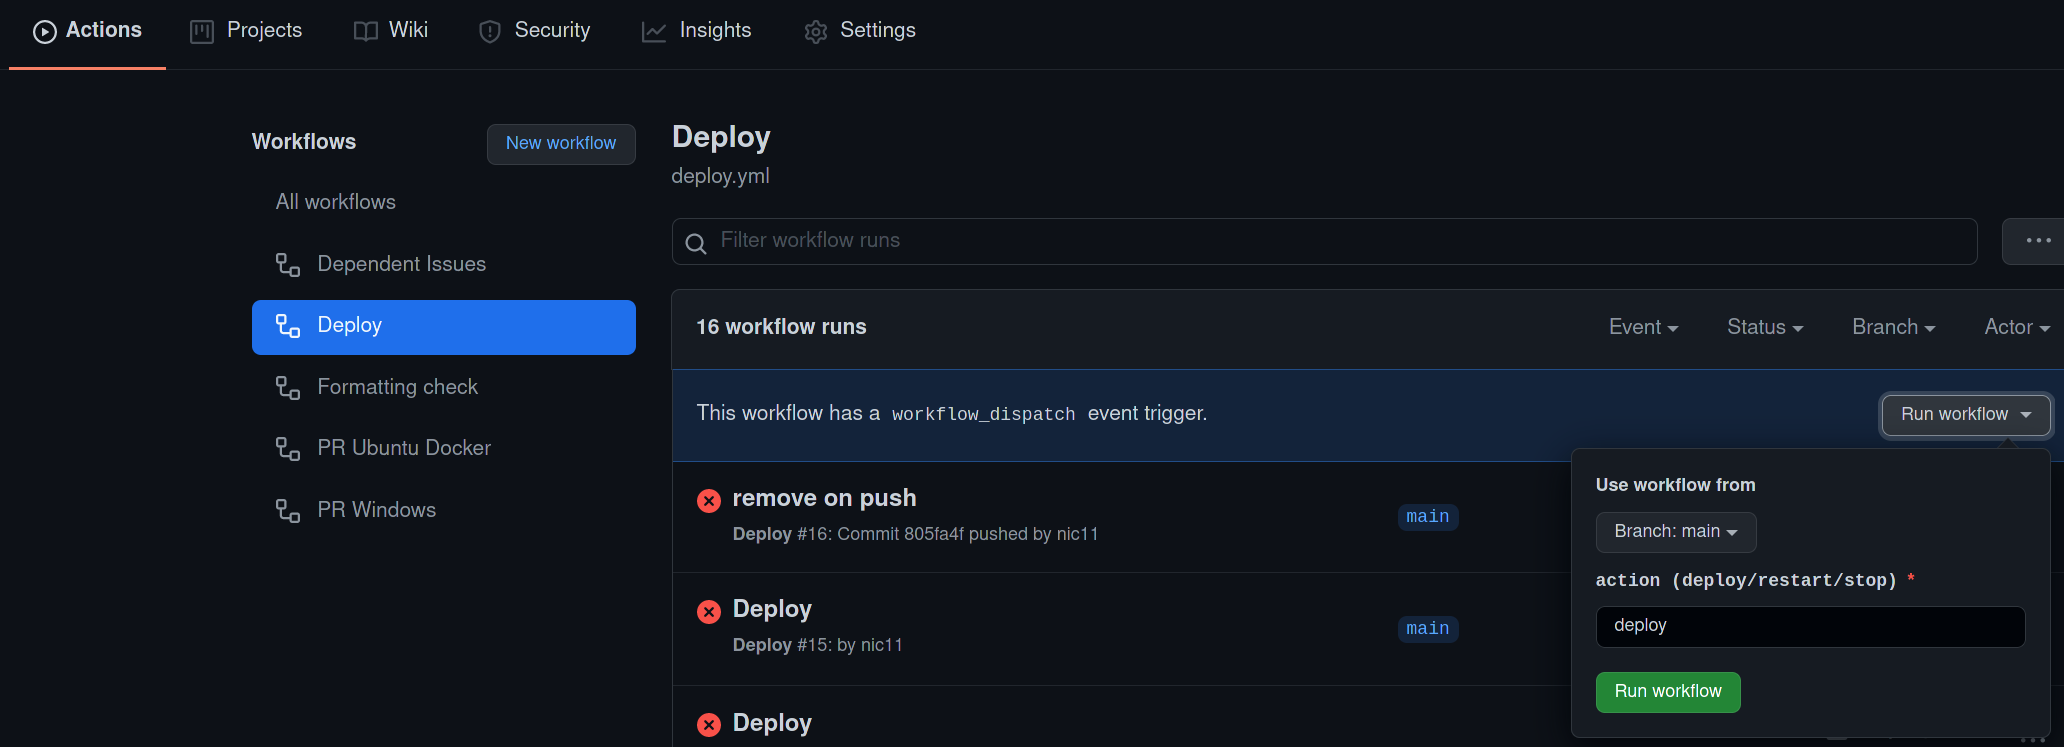 Actions Projects Wiki Security Insights Settings
Workflows
New workflow
All workflows
Dependent Issues
Deploy
Formatting check
PR Ubuntu Docker
PR Windows
Deploy
deploy.yml
Filter workflow runs
...
16 workflow runs
Event Status Branch Actor
This workflow has a workflow_dispatch event trigger.
Run workflow
remove on push
Deploy #16: Commit 805fa4f pushed by nic11
main
Deploy
Deploy #15: by nic11
main
Deploy
Use workflow from
Branch: main
action (deploy/restart/stop) *
deploy
Run workflow